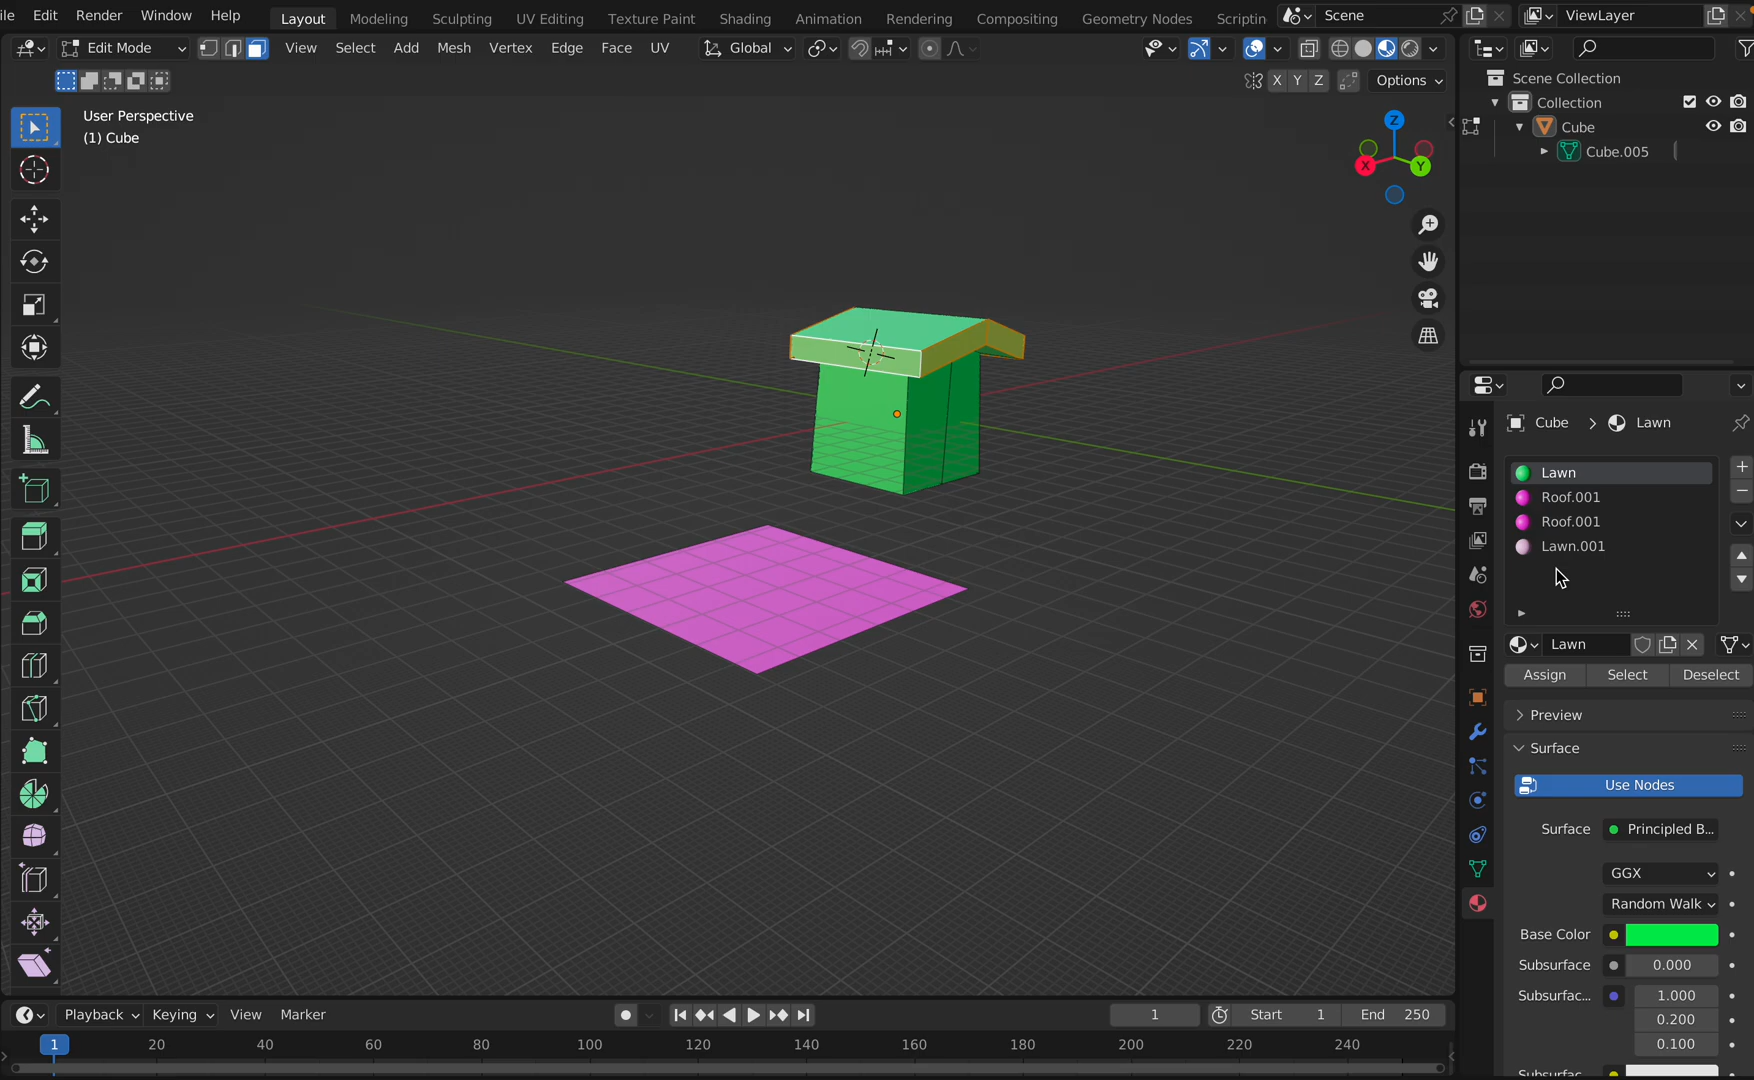 ile Edit Render Window Help Layout Modeling Sculpting UV Editing Texture Paint Shading Animation Rendering Compositing Geometry Nodes Scriptin Scene ViewLayer
Edit Mode View Select Add Mesh Vertex Edge Face UV Global
X Y Z Options
User Perspective
(1) Cube
Z
X
Y
Scene Collection
Collection
Cube
Cube.005
Cube > Lawn
Lawn
Roof.001
Roof.001
Lawn.001
Lawn
Assign Select Deselect
Preview
Surface
Use Nodes
Surface Principled B...
GGX
Random Walk
Base Color
Subsurface 0.000
Subsurfac... 1.000
0.200
0.100
Subsurfac
Playback Keying View Marker 1 Start 1 End 250
1 20 40 60 80 100 120 140 160 180 200 220 240